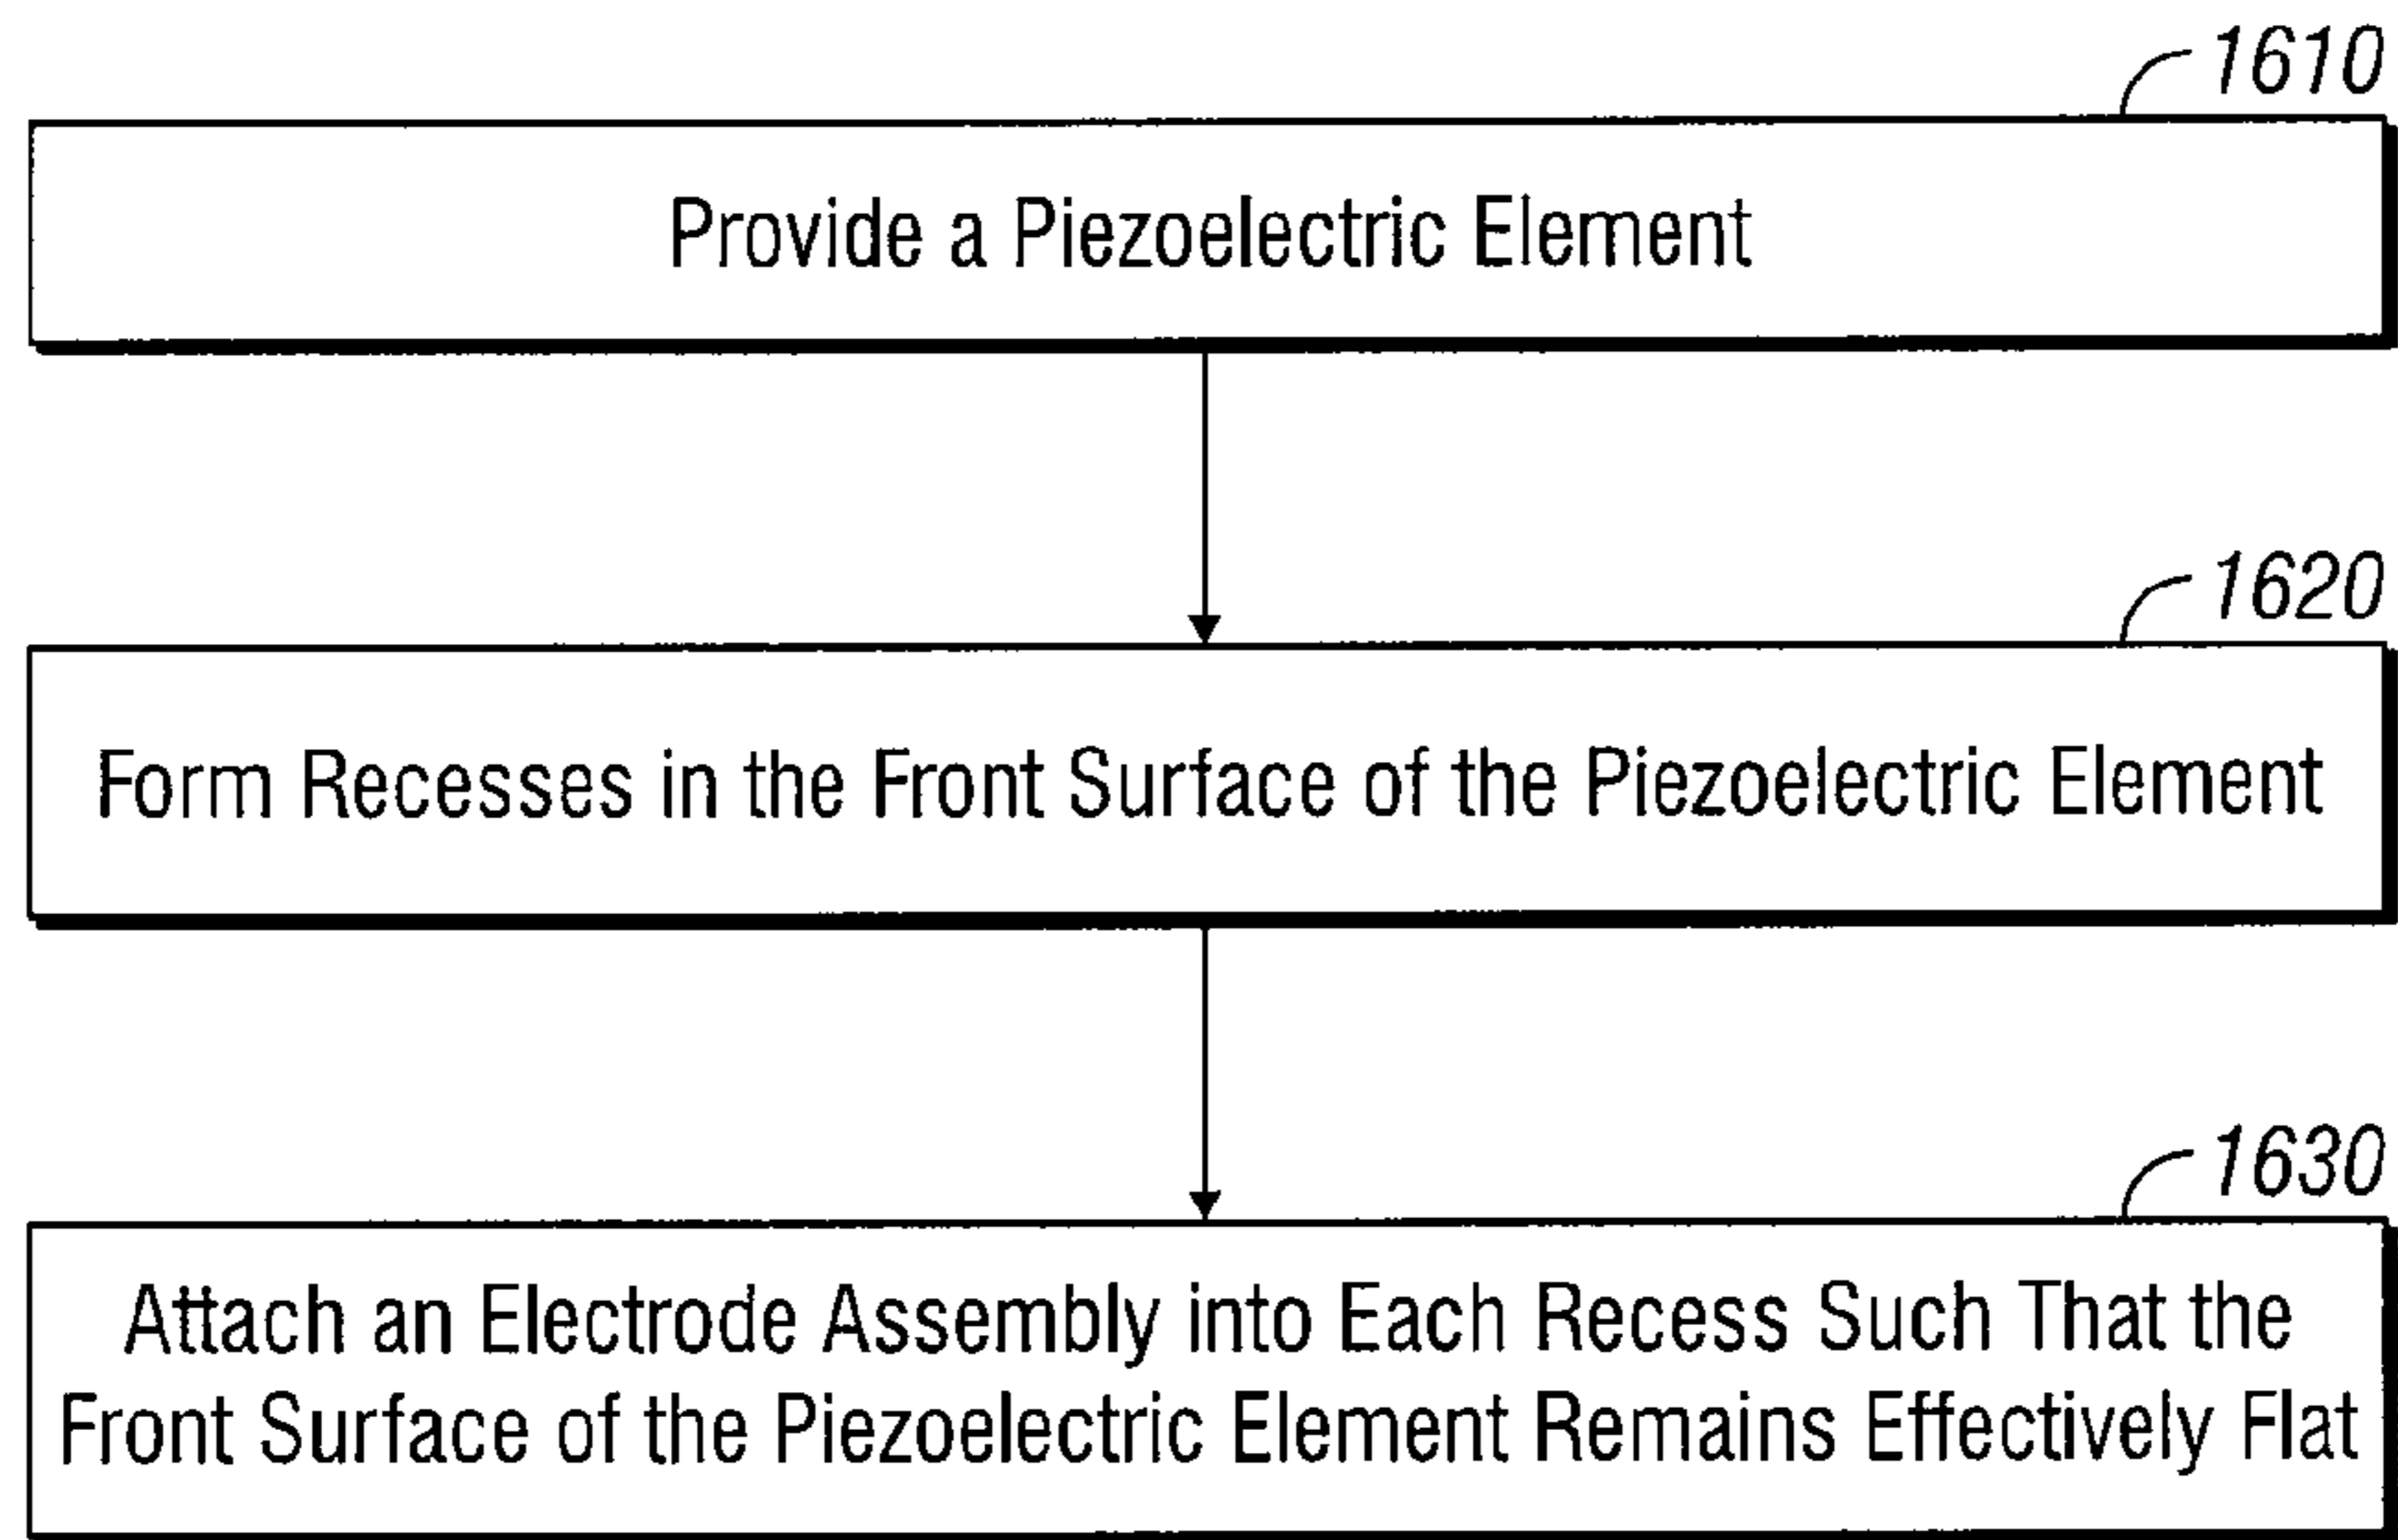 1610
Provide a Piezoelectric Element
1620
Form Recesses in the Front Surface of the Piezoelectric Element
1630
Attach an Electrode Assembly into Each Recess Such That the
Front Surface of the Piezoelectric Element Remains Effectively Flat